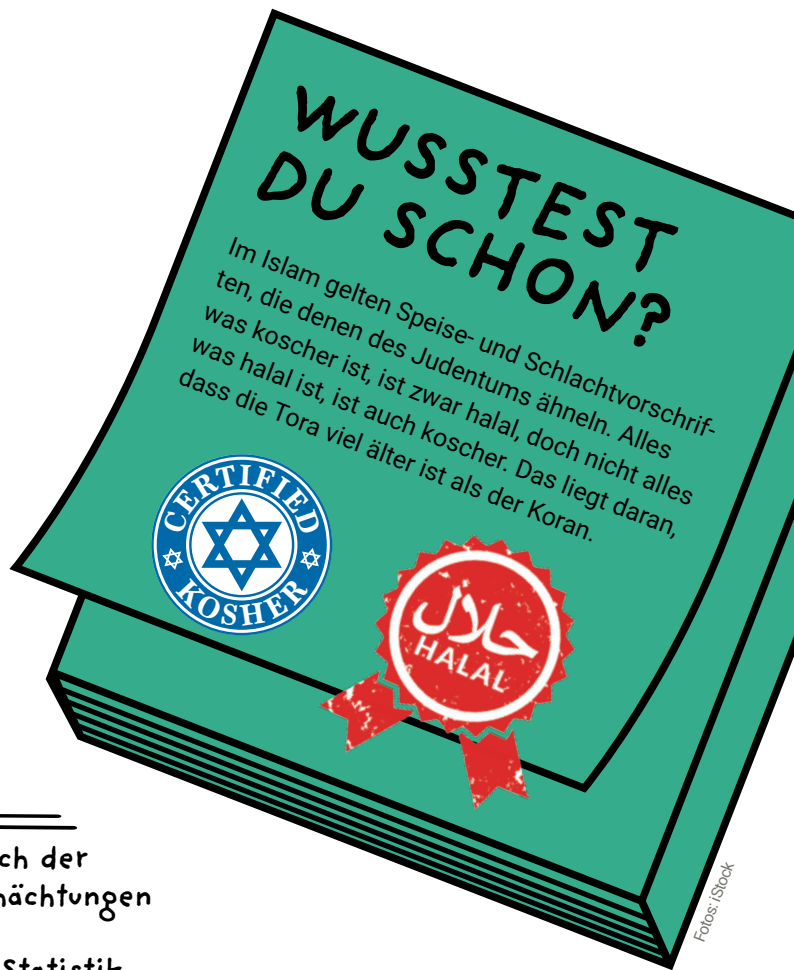 WUSSTEST
DU SCHON?
Im Islam gelten Speise- und Schlachtvorschrif-
ten, die denen des Judentums ähneln. Alles
was koscher ist, ist zwar halal, doch nicht alles
was halal ist, ist auch koscher. Das liegt daran,
dass die Tora viel älter ist als der Koran.
CERTIFIED
KOSHER
حلال
HALAL
ch der
nächtungen
Statistik
Fotos: iStock